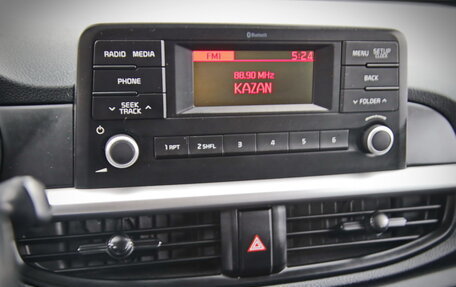 Bluetooth
RADIO MEDIA
FM1 5:24
MENU SETUP
CLOCK
88.90 MHz
KAZAN
PHONE
BACK
SEEK
TRACK
FOLDER
1 RPT 2 SHFL 3 4 5 6